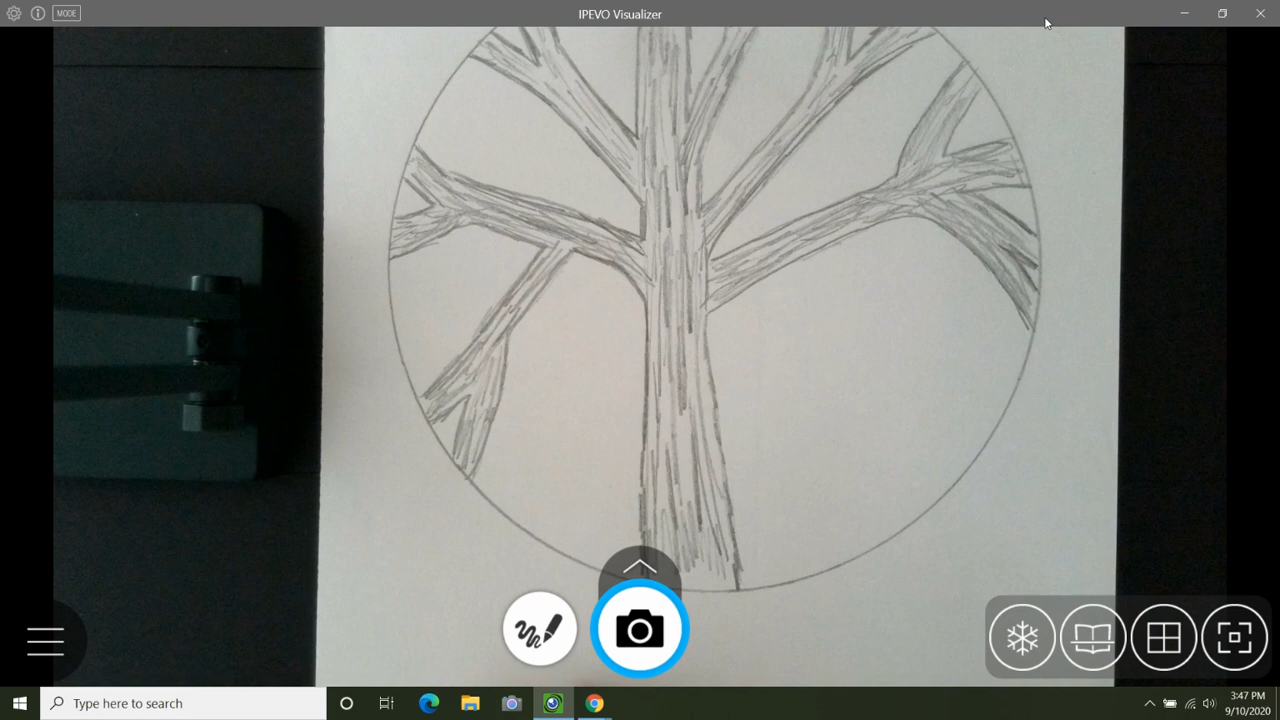 MODE
IPEVO Visualizer
Type here to search
3:47 PM
9/10/2020